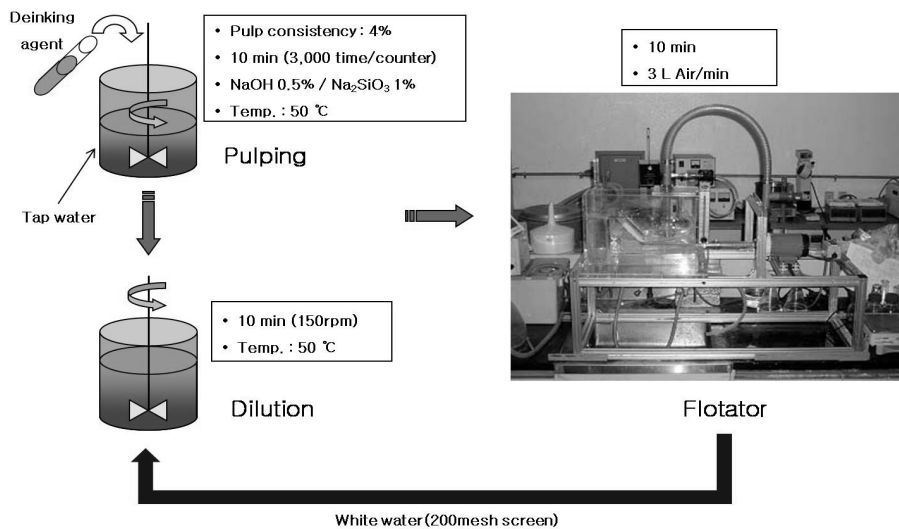 Deinking
agent
• Pulp consistency : 4%
• 10 min (3,000 time/counter)
• NaOH 0.5% / Na₂SiO₃ 1%
• Temp. : 50 ℃
Pulping
Tap water
• 10 min
• 3 L Air/min
• 10 min (150rpm)
• Temp. : 50 ℃
Dilution
Flotator
White water(200mesh screen)